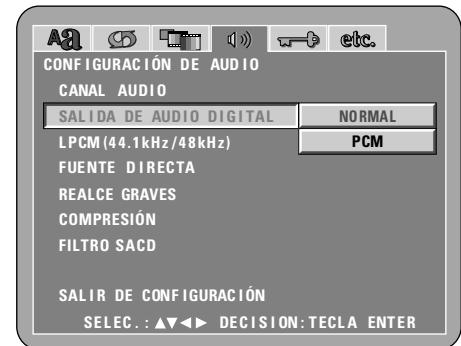 Aa etc.
CONFIGURACIÓN DE AUDIO
CANAL AUDIO
SALIDA DE AUDIO DIGITAL NORMAL
LPCM (44.1kHz/48kHz) PCM
FUENTE DIRECTA
REALCE GRAVES
COMPRESIÓN
FILTRO SACD
SALIR DE CONFIGURACIÓN
SELEC.:▲▼◀▶ DECISION:TECLA ENTER